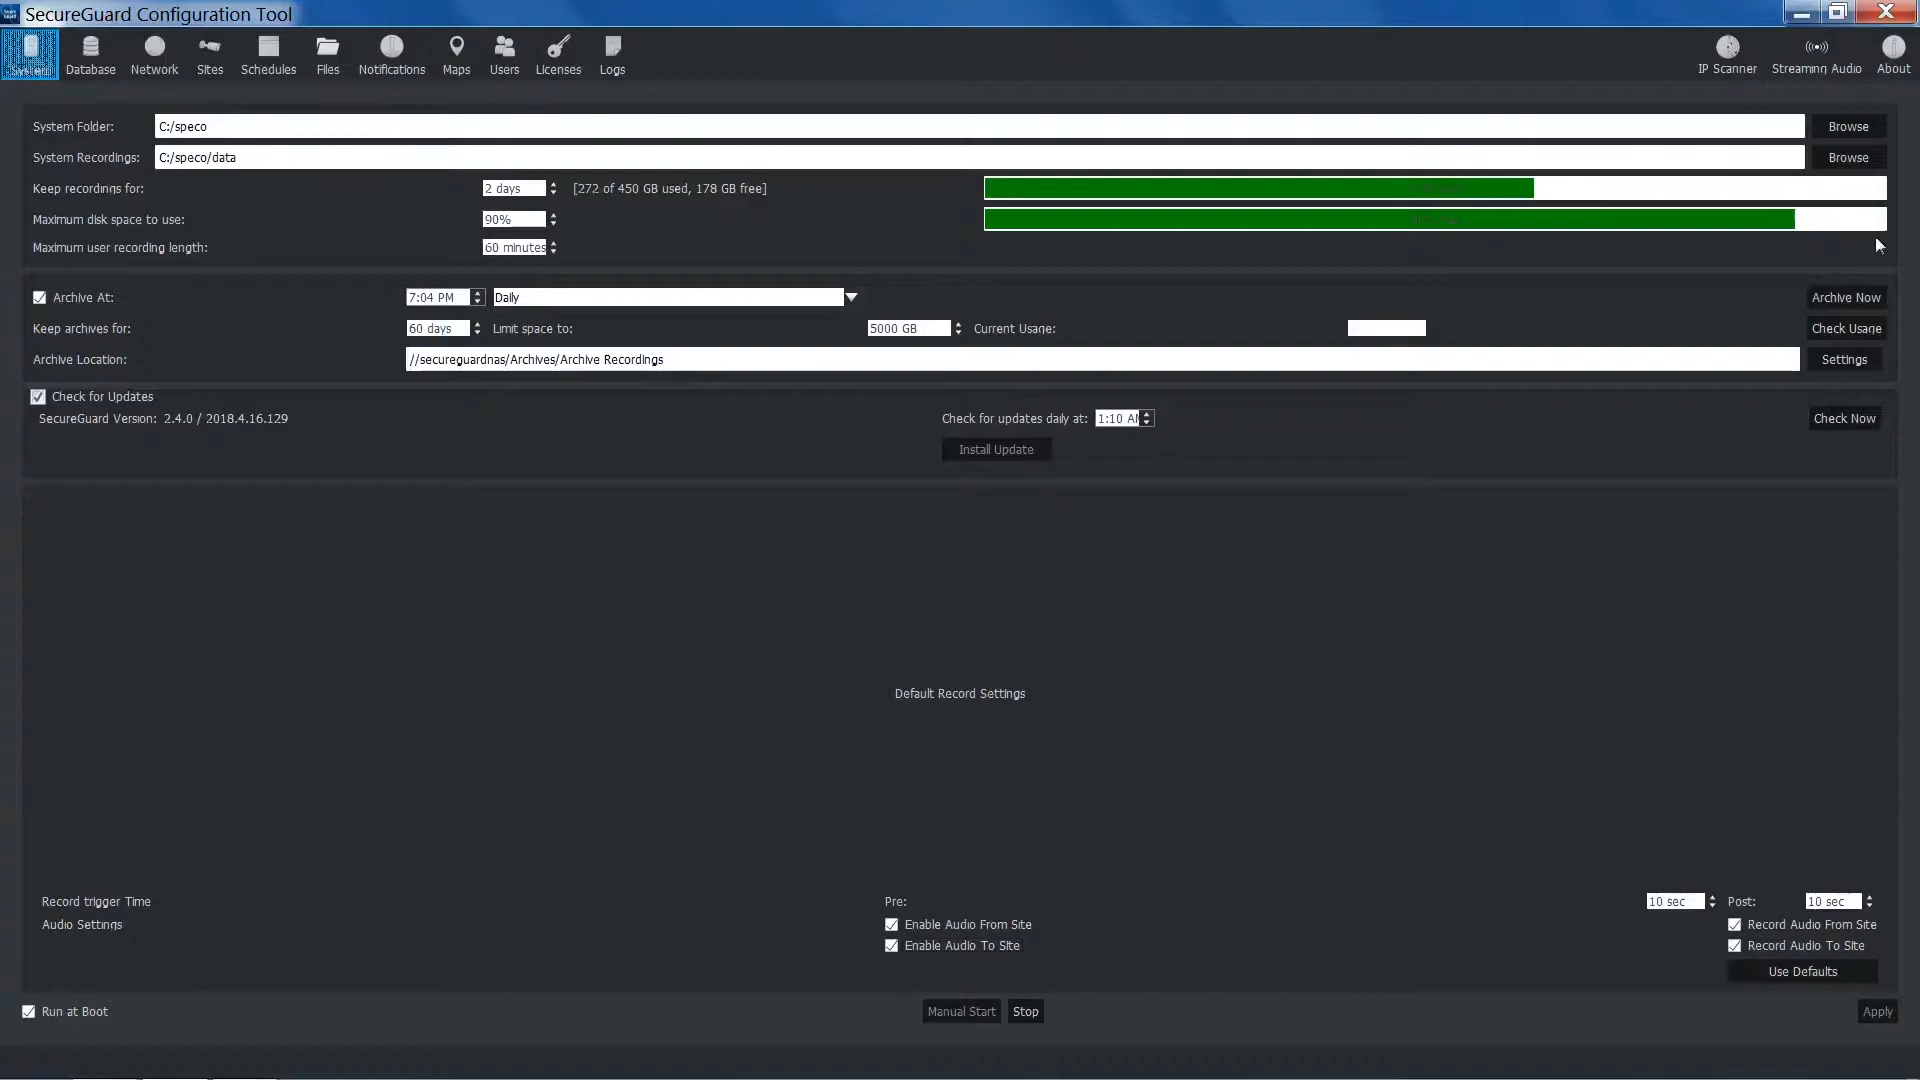 SecureGuard Configuration Tool
System Database Network Sites Schedules Files Notifications Maps Users Licenses Logs IP Scanner Streaming Audio About
System Folder: C:/speco Browse
System Recordings: C:/speco/data Browse
Keep recordings for: 2 days [272 of 450 GB used, 178 GB free]
Maximum disk space to use: 90%
Maximum user recording length: 60 minutes
Archive At: 7:04 PM Daily Archive Now
Keep archives for: 60 days Limit space to: 5000 GB Current Usage: Check Usage
Archive Location: //secureguardnas/Archives/Archive Recordings Settings
Check for Updates
SecureGuard Version: 2.4.0 / 2018.4.16.129 Check for updates daily at: 1:10 Check Now
Install Update
Default Record Settings
Record trigger Time Pre: 10 sec Post: 10 sec
Audio Settings Enable Audio From Site Record Audio From Site
Enable Audio To Site Record Audio To Site
Use Defaults
Run at Boot Manual Start Stop Apply